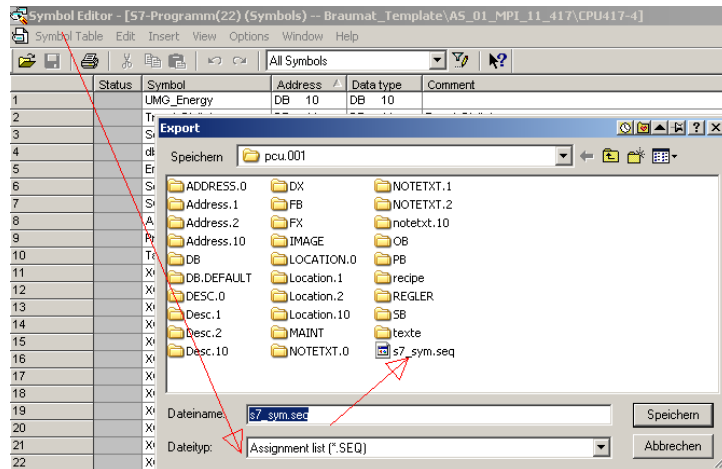 Symbol Editor - [S7-Programm(22) (Symbols) -- Braumat_Template\AS_01_MPI_11_417\CPU417-4]
Symbol Table Edit Insert View Options Window Help
All Symbols
Status Symbol Address Data type Comment
1 UMG_Energy DB 10 DB 10
2
3
4
5
6
7
8
9
10
11
12
13
14
15
16
17
18
19
20
21
22
Export
Speichern pcu.001
ADDRESS.0 DX NOTETXT.1
Address.1 FB NOTETXT.2
Address.2 FX notetxt.10
Address.10 IMAGE OB
DB LOCATION.0 PB
DB.DEFAULT Location.1 recipe
DESC.0 Location.2 REGLER
Desc.1 Location.10 SB
Desc.2 MAINT texte
Desc.10 NOTETXT.0 s7_sym.seq
Dateiname: s7_sym.seq Speichern
Dateityp: Assignment list (*.SEQ) Abbrechen